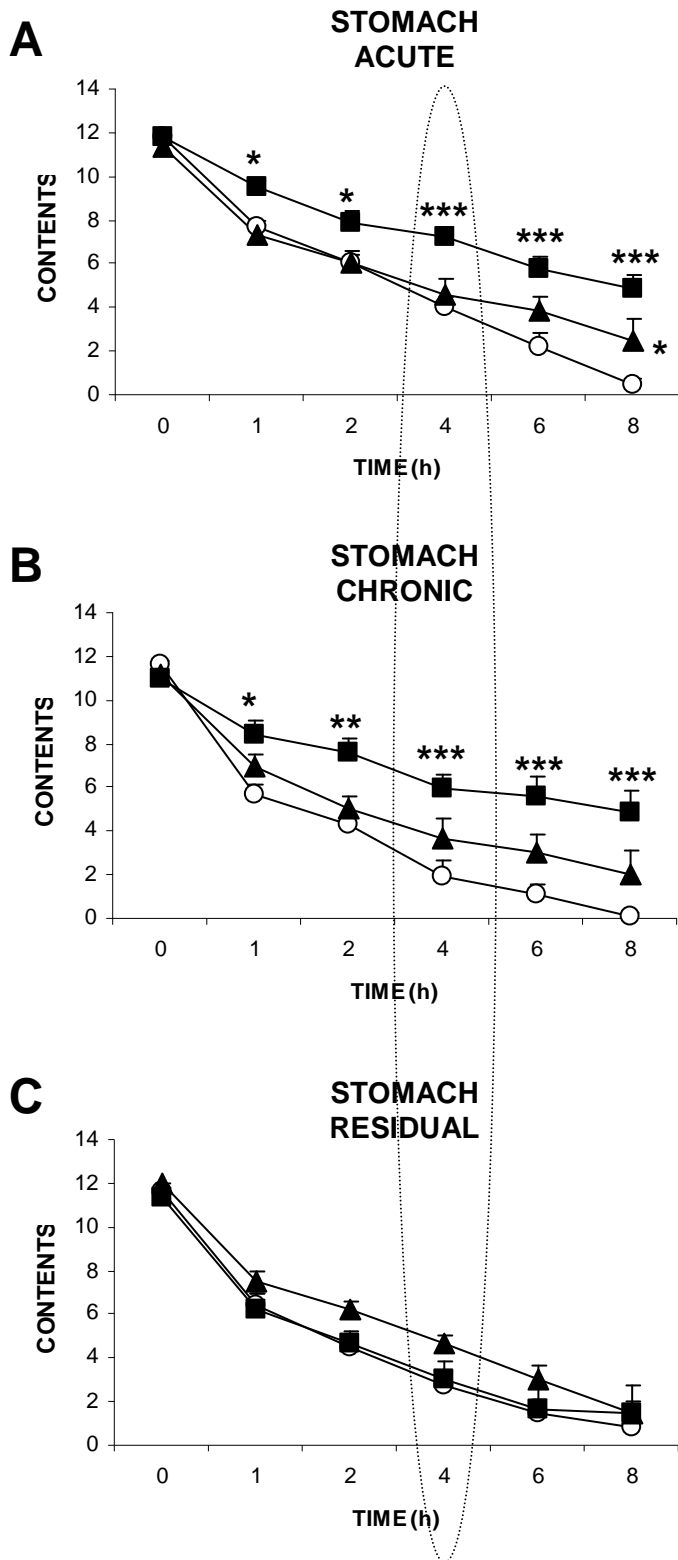 A
STOMACH
ACUTE
14
12
10
8
6
4
2
0
CONTENTS
*
*
***
***
***
*
0 1 2 4 6 8
TIME (h)
B
STOMACH
CHRONIC
14
12
10
8
6
4
2
0
CONTENTS
*
**
***
***
***
0 1 2 4 6 8
TIME (h)
C
STOMACH
RESIDUAL
14
12
10
8
6
4
2
0
CONTENTS
0 1 2 4 6 8
TIME (h)